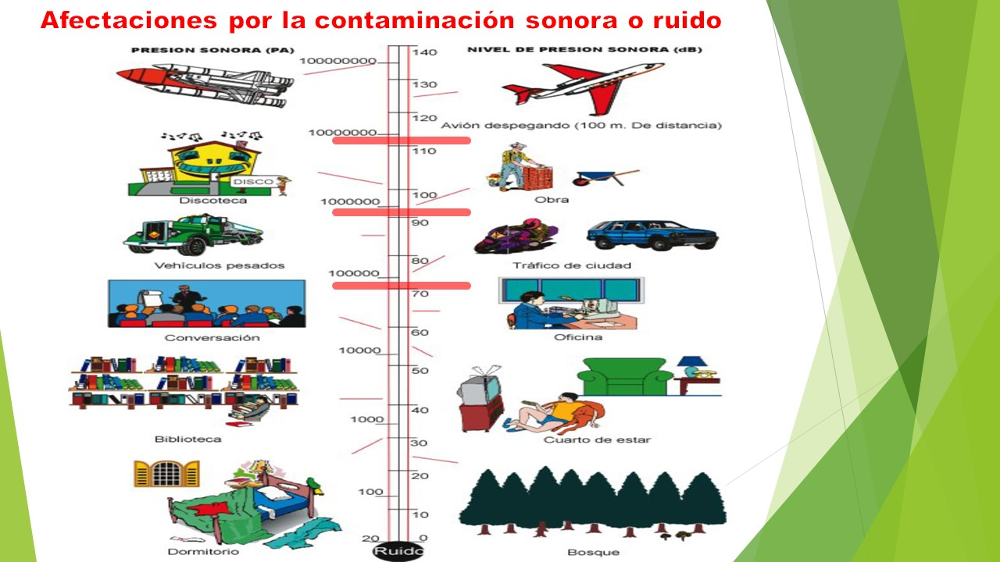 Afectaciones por la contaminación sonora o ruido
PRESION SONORA (PA)
NIVEL DE PRESION SONORA (dB)
140
100000000
130
120
Avión despegando (100 m. De distancia)
10000000
110
DISCO
100
Discoteca
Obra
1000000
90
80
Vehículos pesados
Tráfico de ciudad
100000
70
60
Conversación
Oficina
10000
50
40
1000
Biblioteca
30
Cuarto de estar
20
100
10
20
0
Ruido
Dormitorio
Bosque